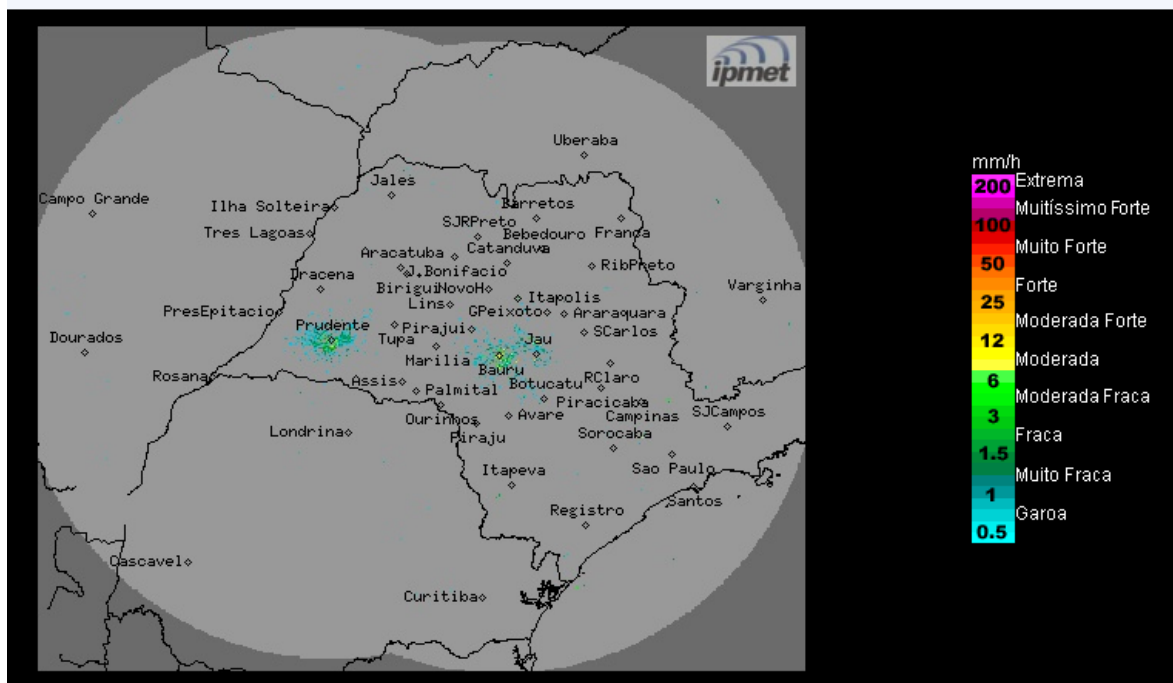 ipmet
Uberaba
Jales
Campo Grande
Ilha Solteira
Barretos
SJRPreto
Tres Lagoas
Bebedouro
Franca
Catanduva
Aracatuba
J.Bonifacio
RibPreto
Dracena
Birigui
NovoH
Varginha
Lins
Itapolis
PresEpitacio
GPeixoto
Araraquara
Prudente
Pirajui
SCarlos
Dourados
Tupa
Jau
Marilia
Bauru
Rosana
Assis
Botucatu
RClaro
Palmital
Piracicaba
Ourinhos
Avare
Campinas
SJCampos
Londrina
Piraju
Sorocaba
Itapeva
Sao Paulo
Santos
Registro
Cascavel
Curitiba
mm/h
200 Extrema
Muitíssimo Forte
100
Muito Forte
50
Forte
25
Moderada Forte
12
Moderada
6
Moderada Fraca
3
Fraca
1.5
Muito Fraca
1
Garoa
0.5